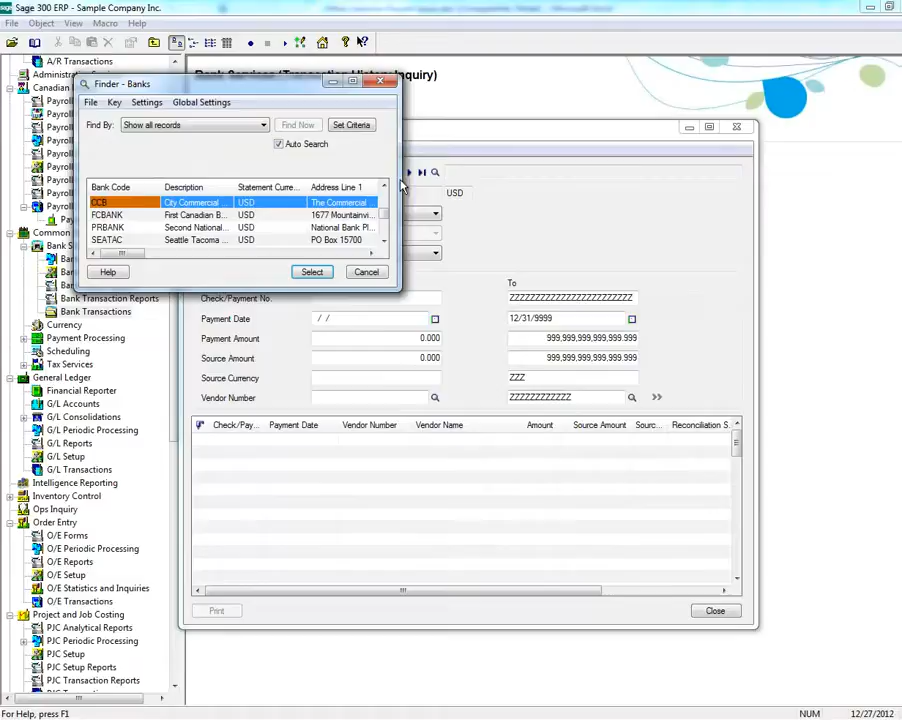 Sage 300 ERP - Sample Company Inc.
File Object View Macro Help
A/R Transactions
Canadian
Payroll
Common
Bank Transaction Reports
Bank Transactions
Currency
Payment Processing
Scheduling
Tax Services
General Ledger
Financial Reporter
G/L Accounts
G/L Consolidations
G/L Periodic Processing
G/L Reports
G/L Setup
G/L Transactions
Intelligence Reporting
Inventory Control
Ops Inquiry
Order Entry
O/E Forms
O/E Periodic Processing
O/E Reports
O/E Setup
O/E Statistics and Inquiries
O/E Transactions
Project and Job Costing
PJC Analytical Reports
PJC Periodic Processing
PJC Setup
PJC Setup Reports
PJC Transaction Reports
(Transaction History Inquiry)
Finder - Banks
File Key Settings Global Settings
Find By: Show all records Find Now Set Criteria
Auto Search
Bank Code Description Statement Curre... Address Line 1
CCB City Commercial ... USD The Commercial ...
FCBANK First Canadian B... USD 1677 Mountainvi...
PRBANK Second National... USD National Bank Pl...
SEATAC Seattle Tacoma ... USD PO Box 15700
Help Select Cancel
USD
To
Check/Payment No. ZZZZZZZZZZZZZZZZZZZZZZZZ
Payment Date / / 12/31/9999
Payment Amount 0.000 999,999,999,999,999.999
Source Amount 0.000 999,999,999,999,999.999
Source Currency ZZZ
Vendor Number ZZZZZZZZZZZZ
Check/Pay... Payment Date Vendor Number Vendor Name Amount Source Amount Sourc... Reconciliation S...
Print Close
For Help, press F1 NUM 12/27/2012